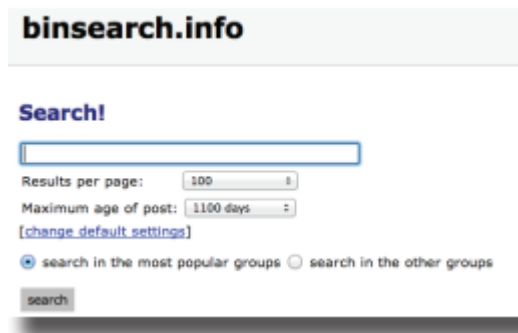 binsearch.info
Search!
Results per page: 100
Maximum age of post: 1100 days
[change default settings]
search in the most popular groups search in the other groups
search